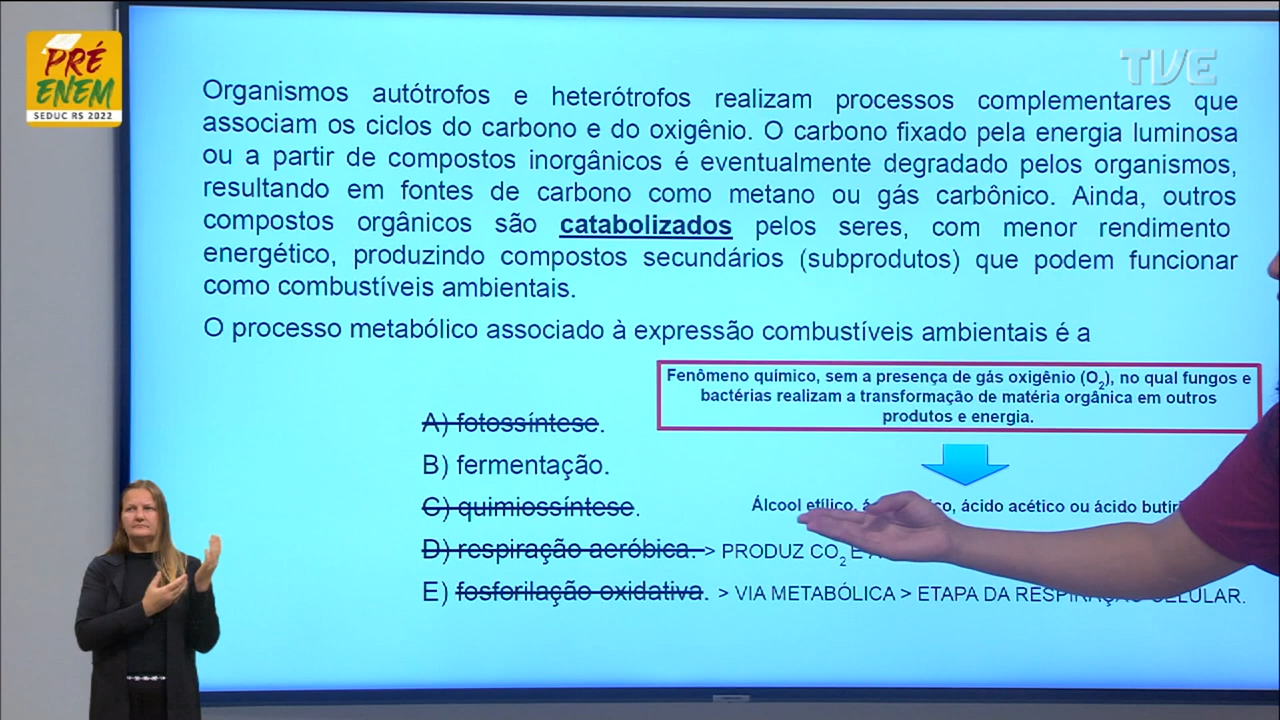 PRÉ
ENEM
SEDUC RS 2022
TVE
Organismos autótrofos e heterótrofos realizam processos complementares que
associam os ciclos do carbono e do oxigênio. O carbono fixado pela energia luminosa
ou a partir de compostos inorgânicos é eventualmente degradado pelos organismos,
resultando em fontes de carbono como metano ou gás carbônico. Ainda, outros
compostos orgânicos são catabolizados pelos seres, com menor rendimento
energético, produzindo compostos secundários (subprodutos) que podem funcionar
como combustíveis ambientais.
O processo metabólico associado à expressão combustíveis ambientais é a
Fenômeno químico, sem a presença de gás oxigênio (O2), no qual fungos e
bactérias realizam a transformação de matéria orgânica em outros
produtos e energia.
A) fotossíntese.
B) fermentação.
C) quimiossíntese.
Álcool etílico, ácido acético ou ácido
D) respiração aeróbica. > PRODUZ CO2 E
E) fosforilação oxidativa. > VIA METABÓLICA > ETAPA DA RESPIRAÇÃO CELULAR.